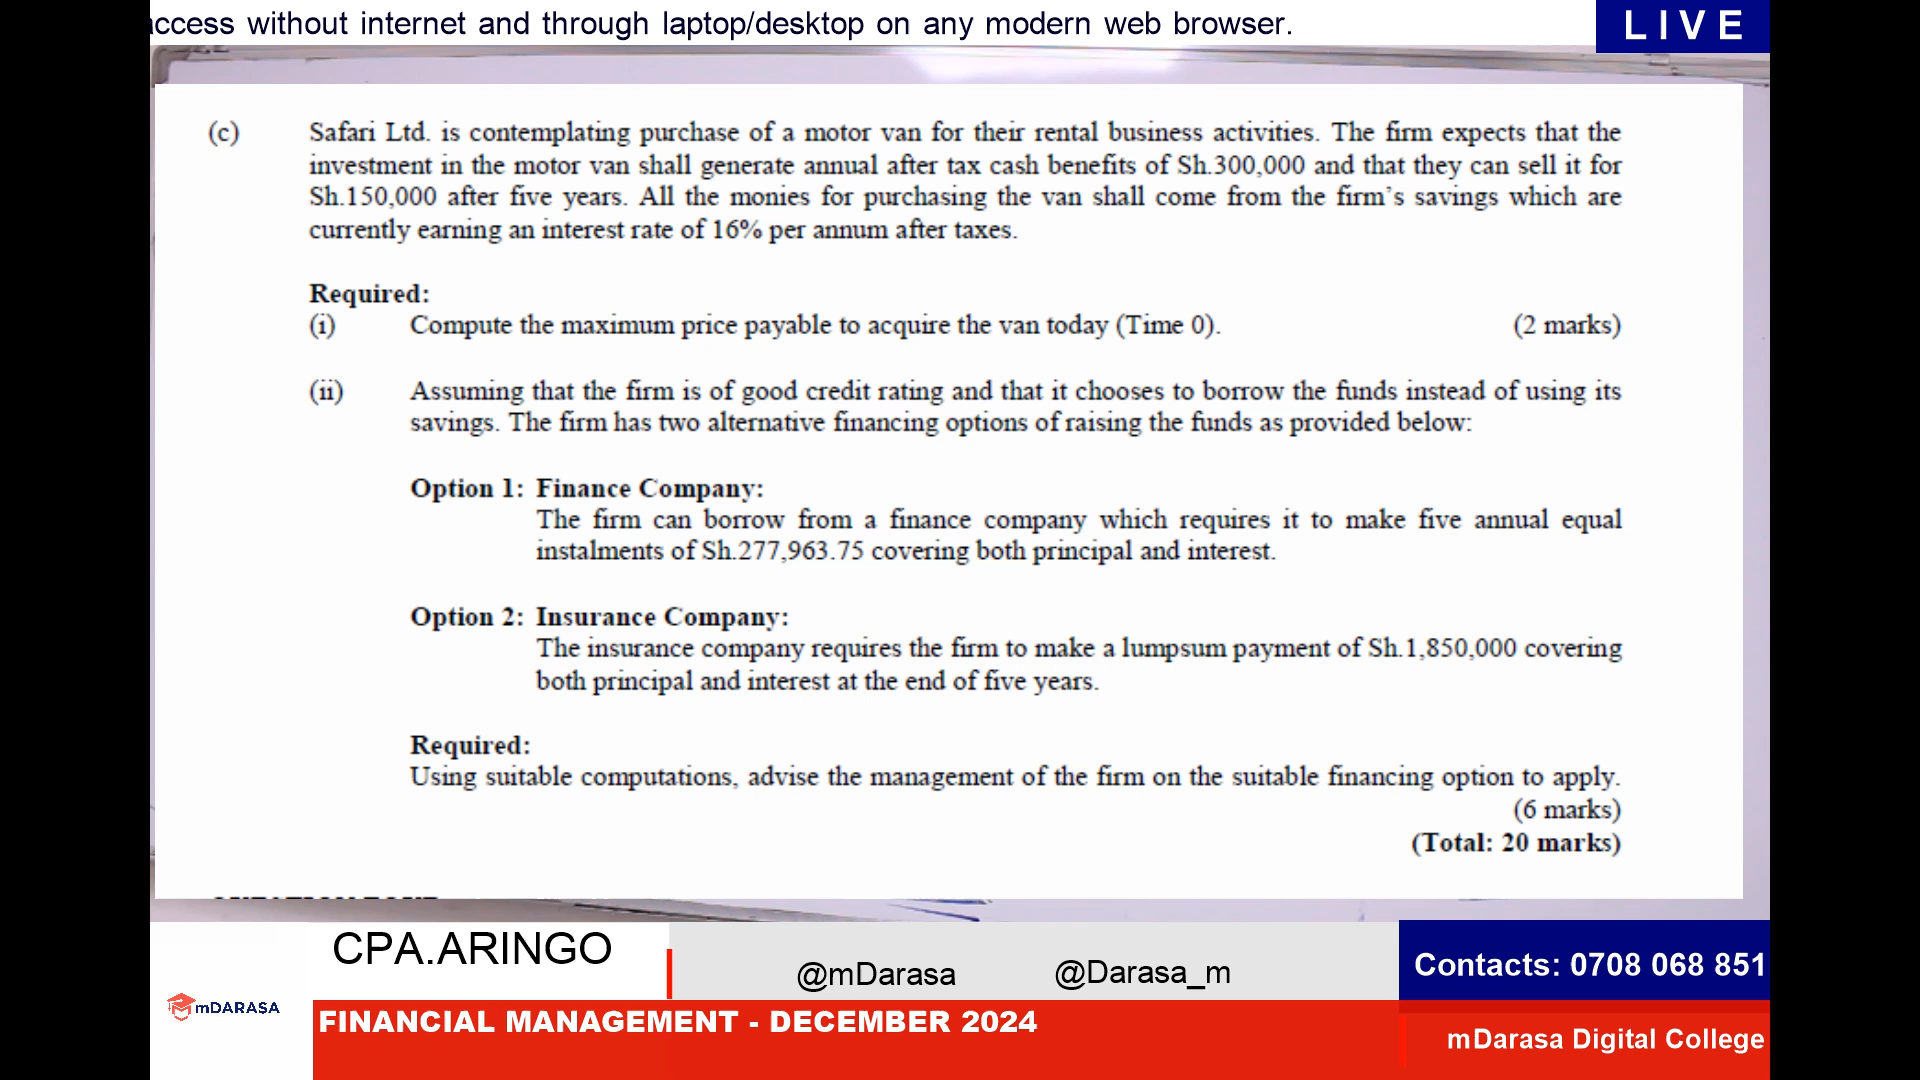 access without internet and through laptop/desktop on any modern web browser.
LIVE
(c) Safari Ltd. is contemplating purchase of a motor van for their rental business activities. The firm expects that the
investment in the motor van shall generate annual after tax cash benefits of Sh.300,000 and that they can sell it for
Sh.150,000 after five years. All the monies for purchasing the van shall come from the firm's savings which are
currently earning an interest rate of 16% per annum after taxes.
Required:
(i) Compute the maximum price payable to acquire the van today (Time 0). (2 marks)
(ii) Assuming that the firm is of good credit rating and that it chooses to borrow the funds instead of using its
savings. The firm has two alternative financing options of raising the funds as provided below:
Option 1: Finance Company:
The firm can borrow from a finance company which requires it to make five annual equal
instalments of Sh.277,963.75 covering both principal and interest.
Option 2: Insurance Company:
The insurance company requires the firm to make a lumpsum payment of Sh.1,850,000 covering
both principal and interest at the end of five years.
Required:
Using suitable computations, advise the management of the firm on the suitable financing option to apply.
(6 marks)
(Total: 20 marks)
CPA.ARINGO
@mDarasa @Darasa_m
Contacts: 0708 068 851
mDARASA
FINANCIAL MANAGEMENT - DECEMBER 2024
mDarasa Digital College